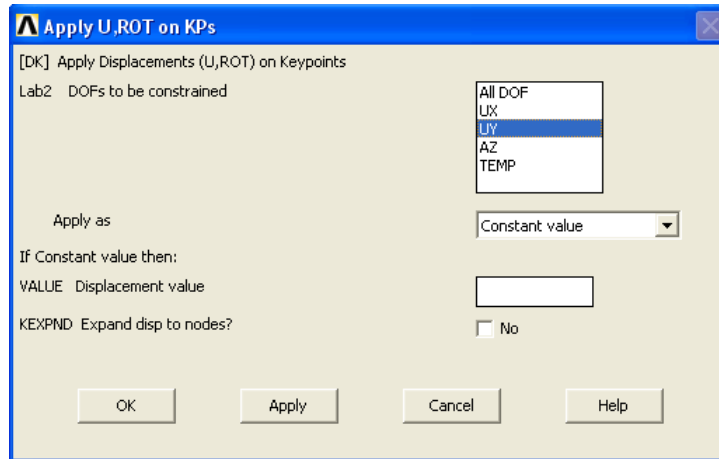 Apply U,ROT on KPs
[DK] Apply Displacements (U,ROT) on Keypoints
Lab2 DOFs to be constrained
All DOF
UX
UY
AZ
TEMP
Apply as
Constant value
If Constant value then:
VALUE Displacement value
KEXPND Expand disp to nodes?
No
OK
Apply
Cancel
Help